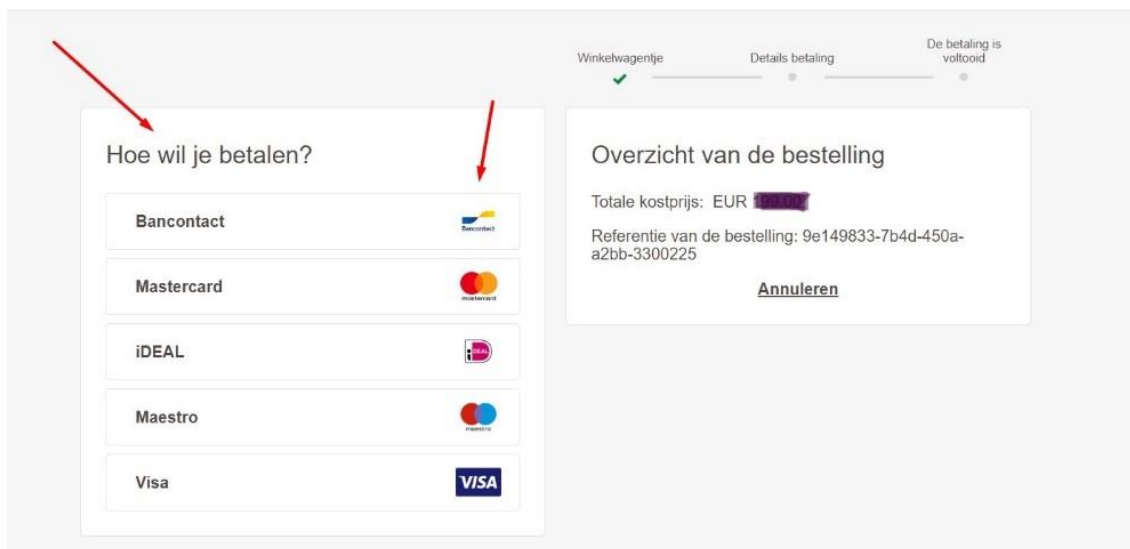 Winkelwagentje
Details betaling
De betaling is
voltooid
Hoe wil je betalen?
Bancontact
Bancontact
Mastercard
mastercard
iDEAL
iDEAL
Maestro
maestro
Visa
VISA
Overzicht van de bestelling
Totale kostprijs: EUR
Referentie van de bestelling: 9e149833-7b4d-450a-
a2bb-3300225
Annuleren